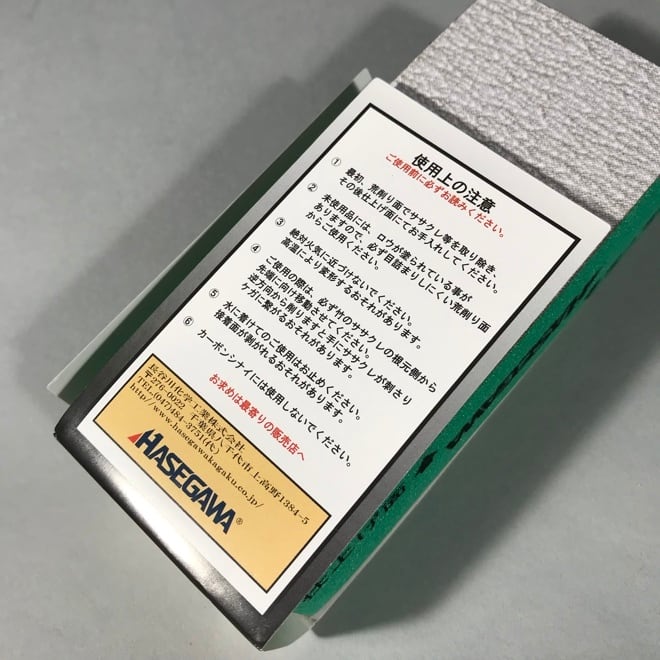 使用上の注意
ご使用前に必ずお読みください。
① 最初、荒削り面でササクレ等を取り除き、
その後仕上げ面にてお手入れしてください。
② 未使用品には、ロウが塗られている事が
ありますので、必ず目詰まりしにくい荒削り面
からご使用ください。
③ 絶対火気に近づけないでください。
高温により変形するおそれがあります。
④ ご使用の際は、必ず竹のササクレの根元側から
先端に向け移動させてください。
逆方向から削りますと手にササクレが刺さり
ケガに繋がるおそれがあります。
⑤ 水に着けてのご使用はお止めください。
接着面が剥がれるおそれがあります。
⑥ カーボンシナイには使用しないでください。
お求めは最寄りの販売店へ
長谷川化学工業株式会社
〒276-0022 千葉県八千代市上高野1384-5
TEL(047)484-3751(代)
http//www.hasegawakagaku.co.jp/
HASEGAWA®